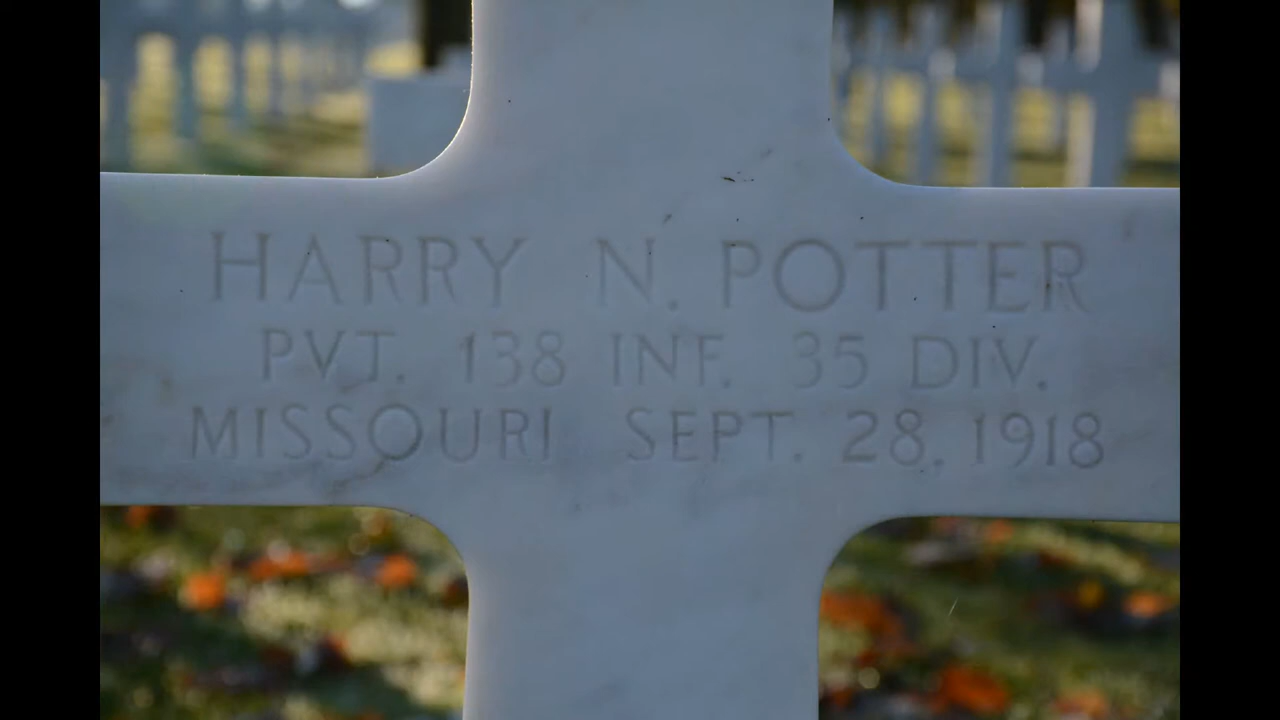 HARRY N. POTTER
PVT. 138 INF. 35 DIV.
MISSOURI SEPT. 28, 1918